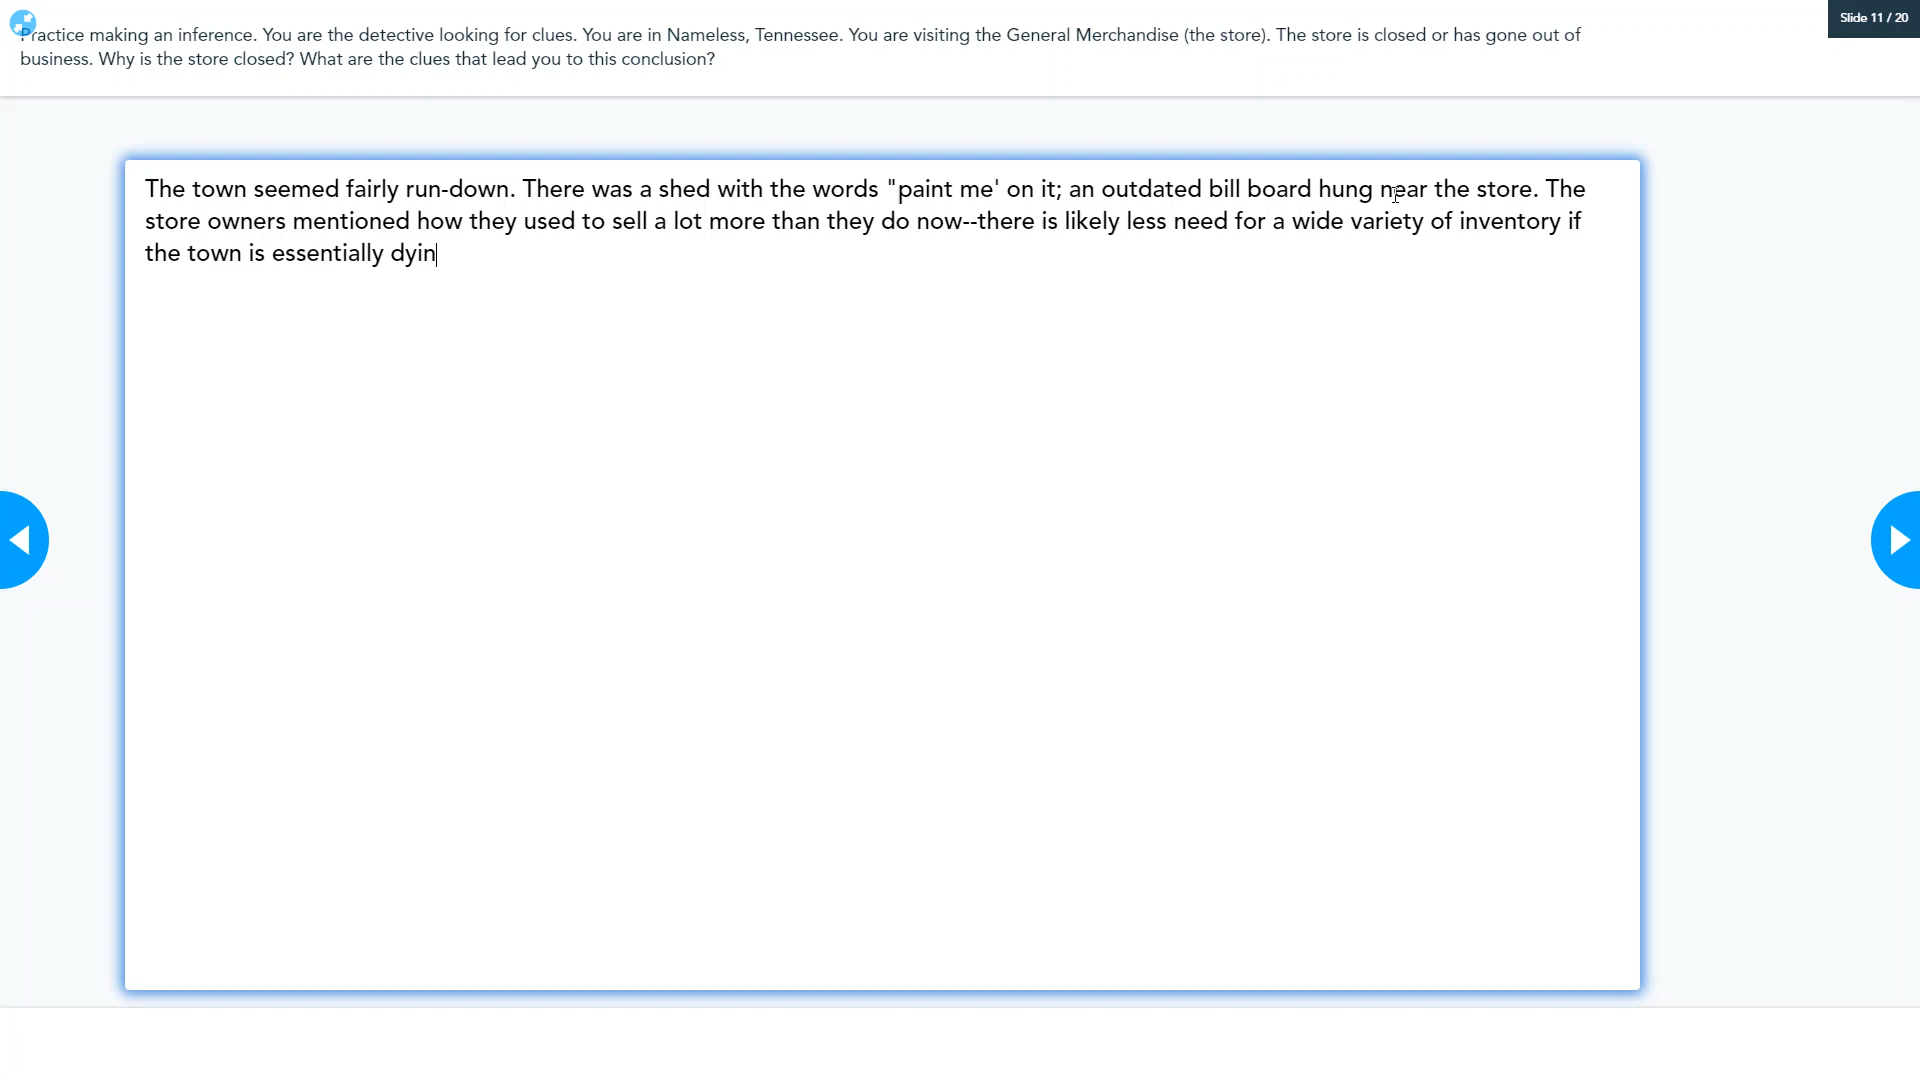 Slide 11 / 20
Practice making an inference. You are the detective looking for clues. You are in Nameless, Tennessee. You are visiting the General Merchandise (the store). The store is closed or has gone out of
business. Why is the store closed? What are the clues that lead you to this conclusion?
The town seemed fairly run-down. There was a shed with the words "paint me' on it; an outdated bill board hung near the store. The
store owners mentioned how they used to sell a lot more than they do now--there is likely less need for a wide variety of inventory if
the town is essentially dyin